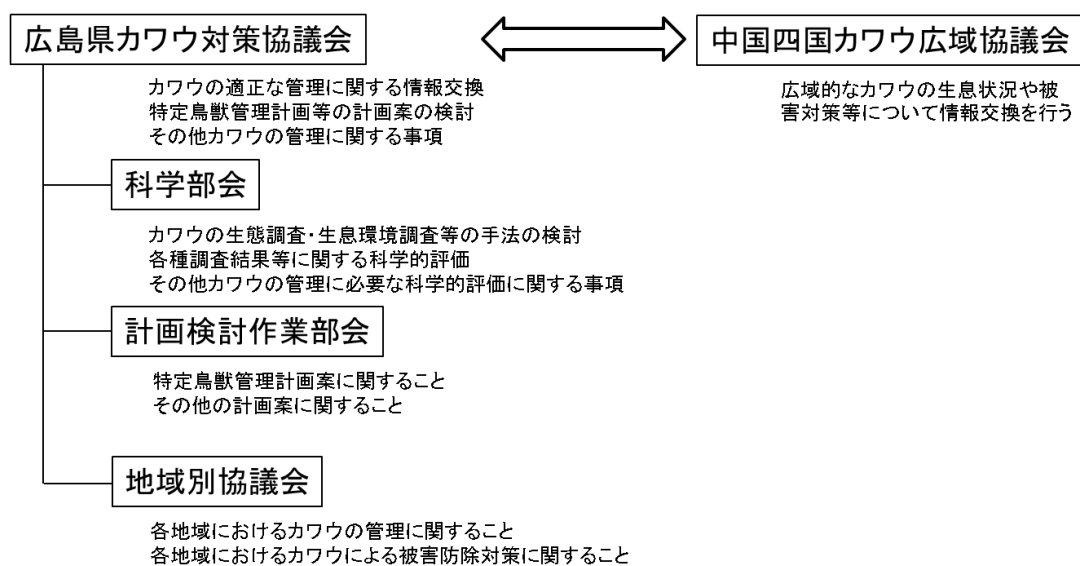 広島県カワウ対策協議会
中国四国カワウ広域協議会
カワウの適正な管理に関する情報交換
特定鳥獣管理計画等の計画案の検討
その他カワウの管理に関する事項
広域的なカワウの生息状況や被
害対策等について情報交換を行う
科学部会
カワウの生態調査・生息環境調査等の手法の検討
各種調査結果等に関する科学的評価
その他カワウの管理に必要な科学的評価に関する事項
計画検討作業部会
特定鳥獣管理計画案に関すること
その他の計画案に関すること
地域別協議会
各地域におけるカワウの管理に関すること
各地域におけるカワウによる被害防除対策に関すること